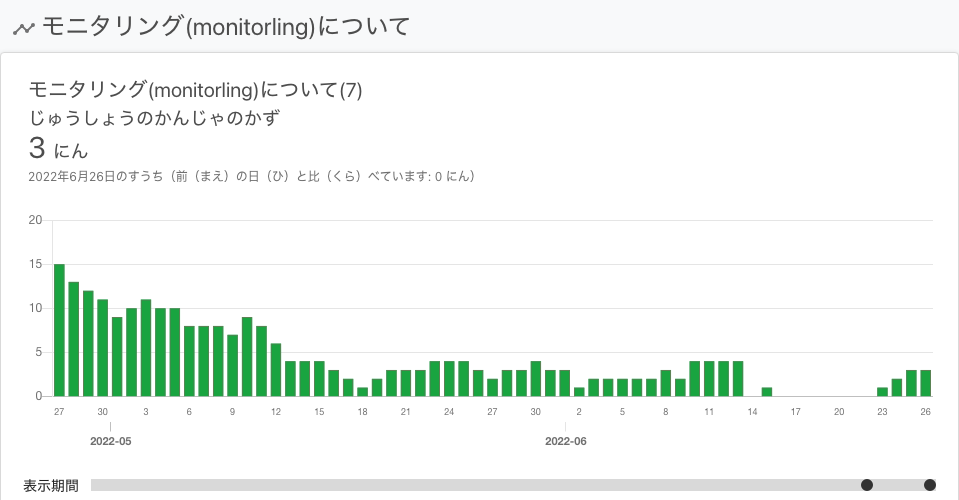 モニタリング(monitorling)について
モニタリング(monitorling)について(7)
じゅうしょうのかんじゃのかず
3 にん
2022年6月26日のすうち（前（まえ）の日（ひ）と比（くら）べています: 0 にん）
20
15
10
5
0
27 30 3 6 9 12 15 18 21 24 27 30 2 5 8 11 14 17 20 23 26
2022-05 2022-06
表示期間